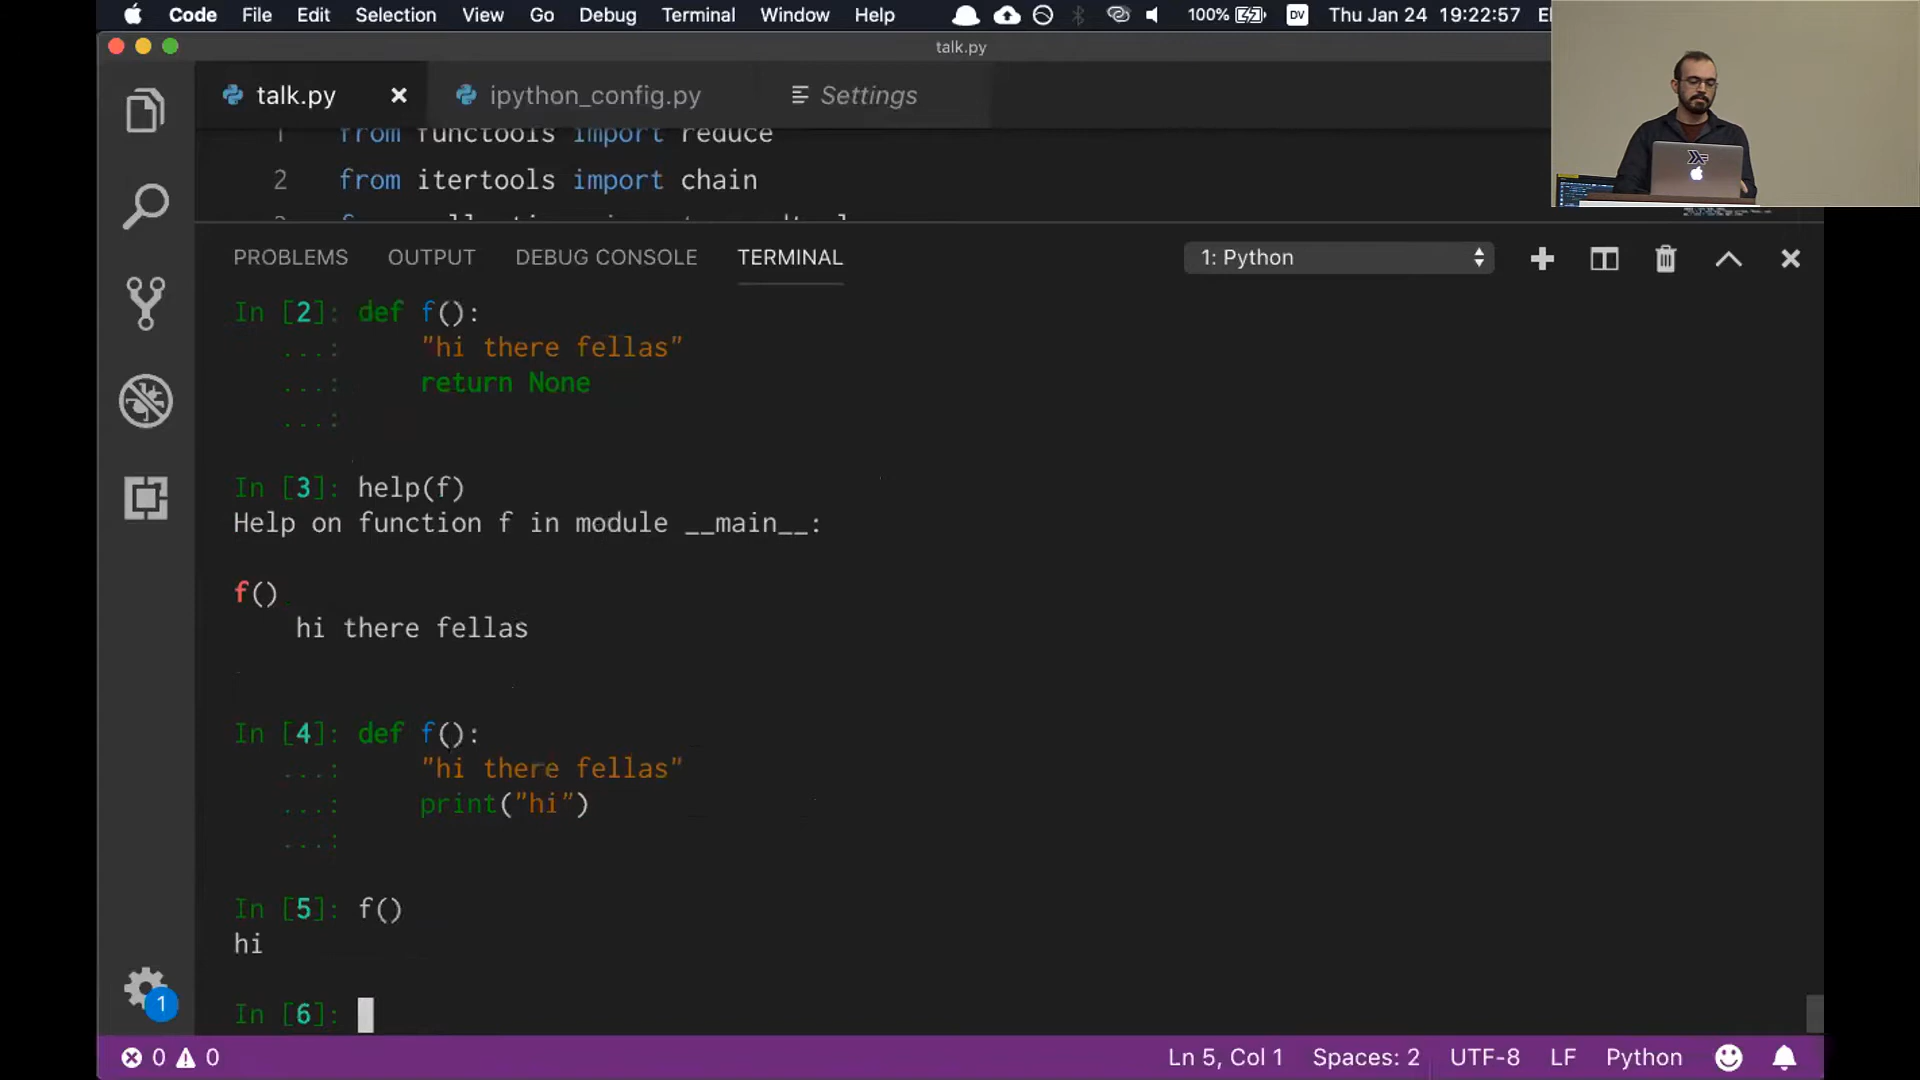 Code File Edit Selection View Go Debug Terminal Window Help 100% DV Thu Jan 24 19:22:57
talk.py
talk.py ipython_config.py Settings
1 from functools import reduce
2 from itertools import chain
PROBLEMS OUTPUT DEBUG CONSOLE TERMINAL 1: Python
In [2]: def f():
...: "hi there fellas"
...: return None
...:
In [3]: help(f)
Help on function f in module __main__:
f()
hi there fellas
In [4]: def f():
...: "hi there fellas"
...: print("hi")
...:
In [5]: f()
hi
In [6]:
1
0 0 Ln 5, Col 1 Spaces: 2 UTF-8 LF Python